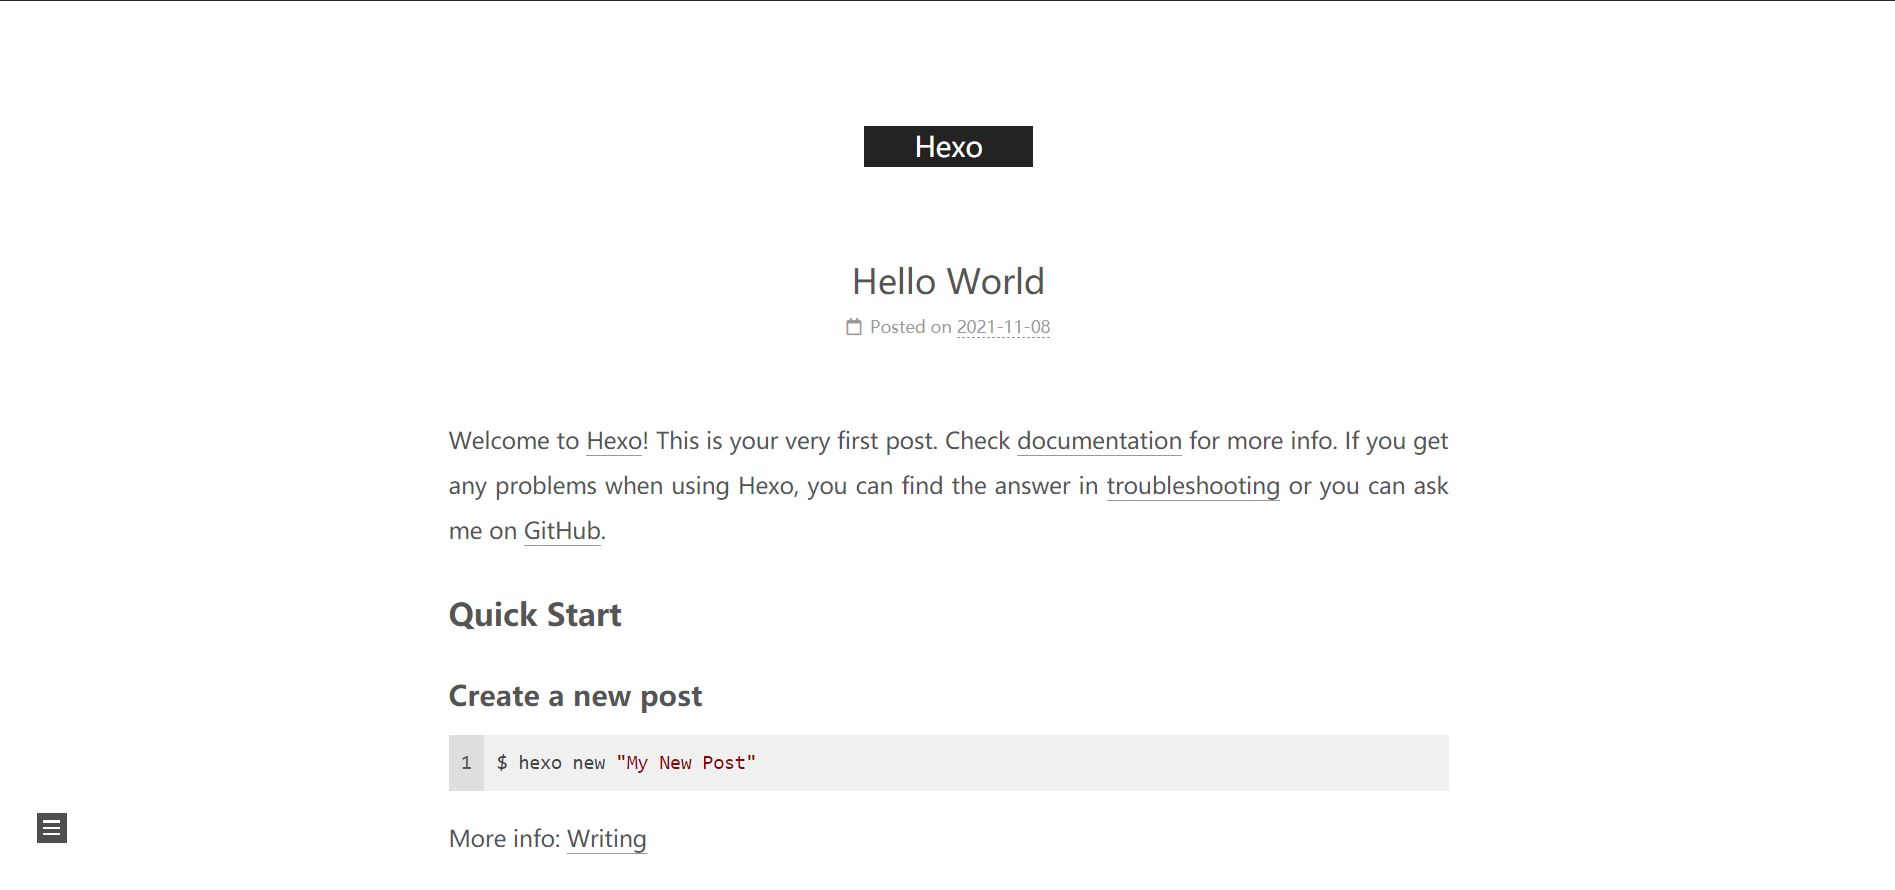 Hexo
Hello World
Posted on 2021-11-08
Welcome to Hexo! This is your very first post. Check documentation for more info. If you get
any problems when using Hexo, you can find the answer in troubleshooting or you can ask
me on GitHub.
Quick Start
Create a new post
1 $ hexo new "My New Post"
More info: Writing